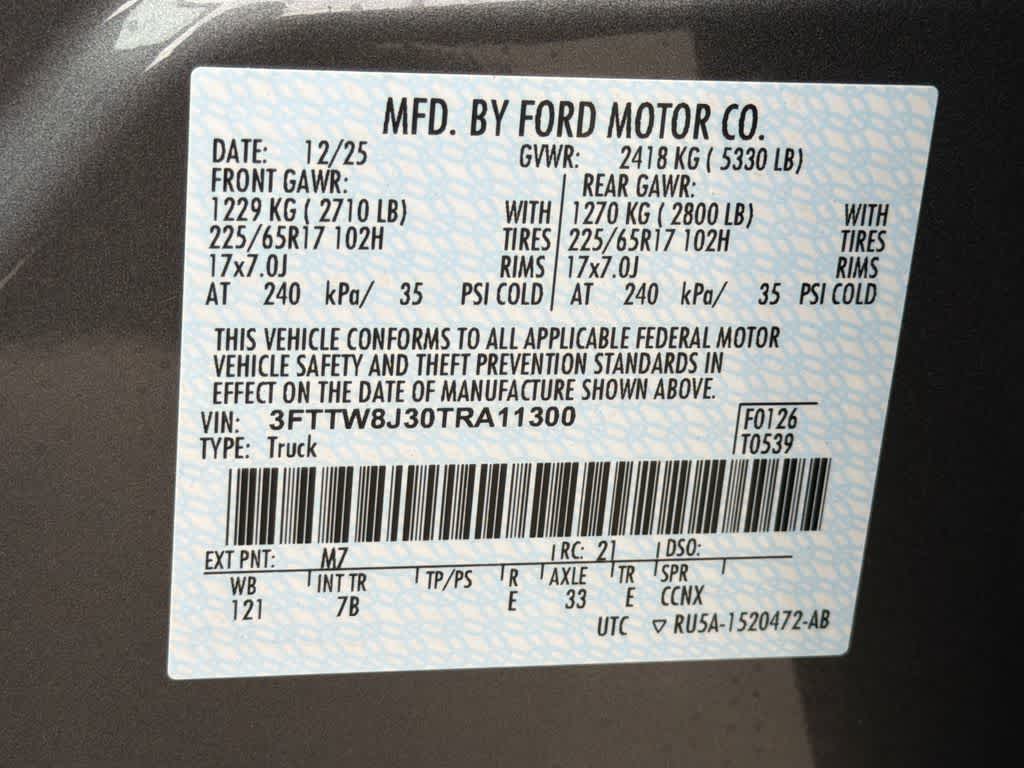 MFD. BY FORD MOTOR CO.
DATE: 12/25 GVWR: 2418 KG ( 5330 LB)
FRONT GAWR: REAR GAWR:
1229 KG ( 2710 LB) WITH 1270 KG ( 2800 LB) WITH
225/65R17 102H TIRES 225/65R17 102H TIRES
17x7.0J RIMS 17x7.0J RIMS
AT 240 kPa/ 35 PSI COLD AT 240 kPa/ 35 PSI COLD
THIS VEHICLE CONFORMS TO ALL APPLICABLE FEDERAL MOTOR
VEHICLE SAFETY AND THEFT PREVENTION STANDARDS IN
EFFECT ON THE DATE OF MANUFACTURE SHOWN ABOVE.
VIN: 3FTTW8J30TRA11300 F0126
TYPE: Truck T0539
EXT PNT: M7 RC: 21 DSO:
WB INT TR TP/PS R AXLE TR SPR
121 7B E 33 E CCNX
UTC ▽ RU5A-1520472-AB